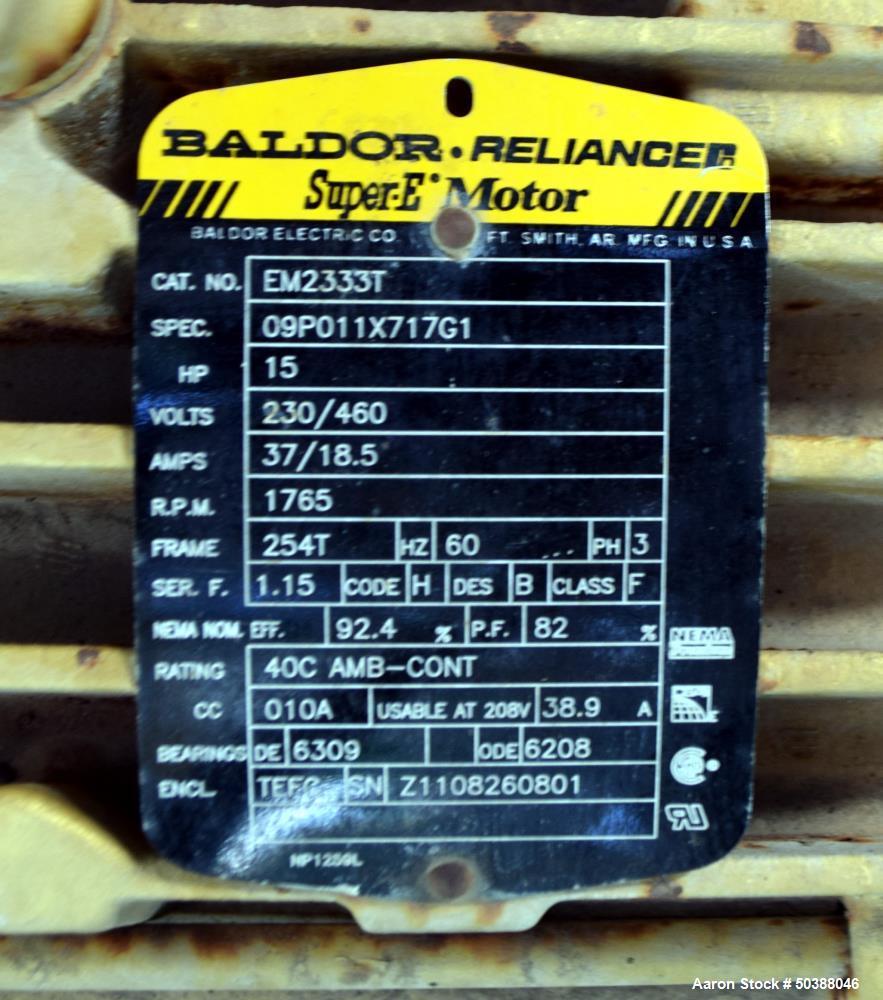 BALDOR • RELIANCER
Super-E Motor
BALDOR ELECTRIC CO. FT. SMITH, AR. MFG. IN U S A
CAT. NO. EM2333T
SPEC. 09P011X717G1
HP 15
VOLTS 230/460
AMPS 37/18.5
R.P.M. 1765
FRAME 254T HZ 60 ... PH 3
SER. F. 1.15 CODE H DES B CLASS F
NEMA NOM. EFF. 92.4 % P.F. 82 %
NEMA
RATING 40C AMB-CONT
CC 010A USABLE AT 208V 38.9 A
BEARINGS DE 6309 ODE 6208
ENCL. TEFC SN Z1108260801
NP1259L
Aaron Stock # 50388046